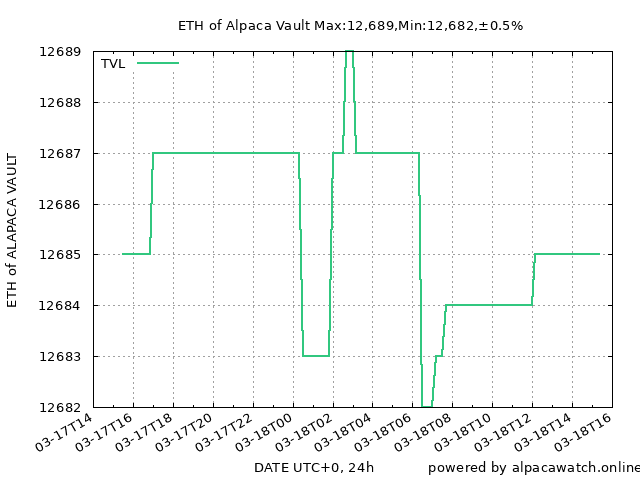 ETH of Alpaca Vault Max:12,689,Min:12,682,±0.5%
TVL
12689
12688
12687
12686
12685
12684
12683
12682
ETH of ALAPACA VAULT
03-17T14
03-17T16
03-17T18
03-17T20
03-17T22
03-18T00
03-18T02
03-18T04
03-18T06
03-18T08
03-18T10
03-18T12
03-18T14
03-18T16
DATE UTC+0, 24h
powered by alpacawatch.online